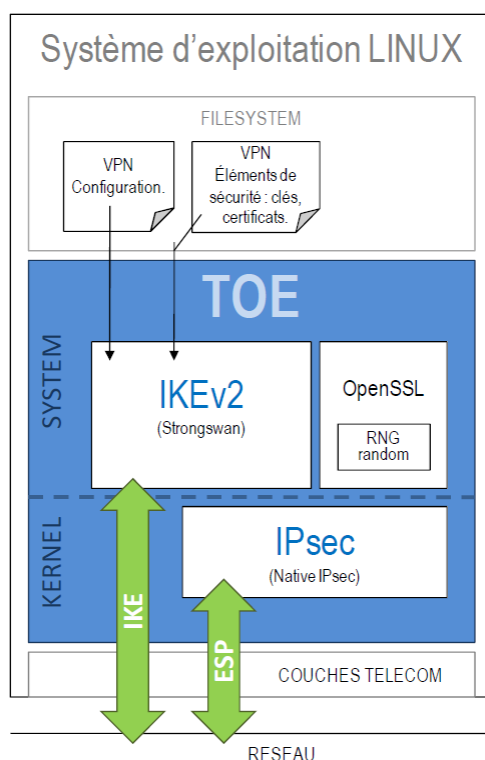 Système d'exploitation LINUX
FILESYSTEM
VPN
Configuration.
VPN
Éléments de
sécurité : clés,
certificats.
TOE
SYSTEM
IKEv2
(Strongswan)
OpenSSL
RNG
random
KERNEL
IPsec
(Native IPsec)
IKE
ESP
COUCHES TELECOM
RESEAU